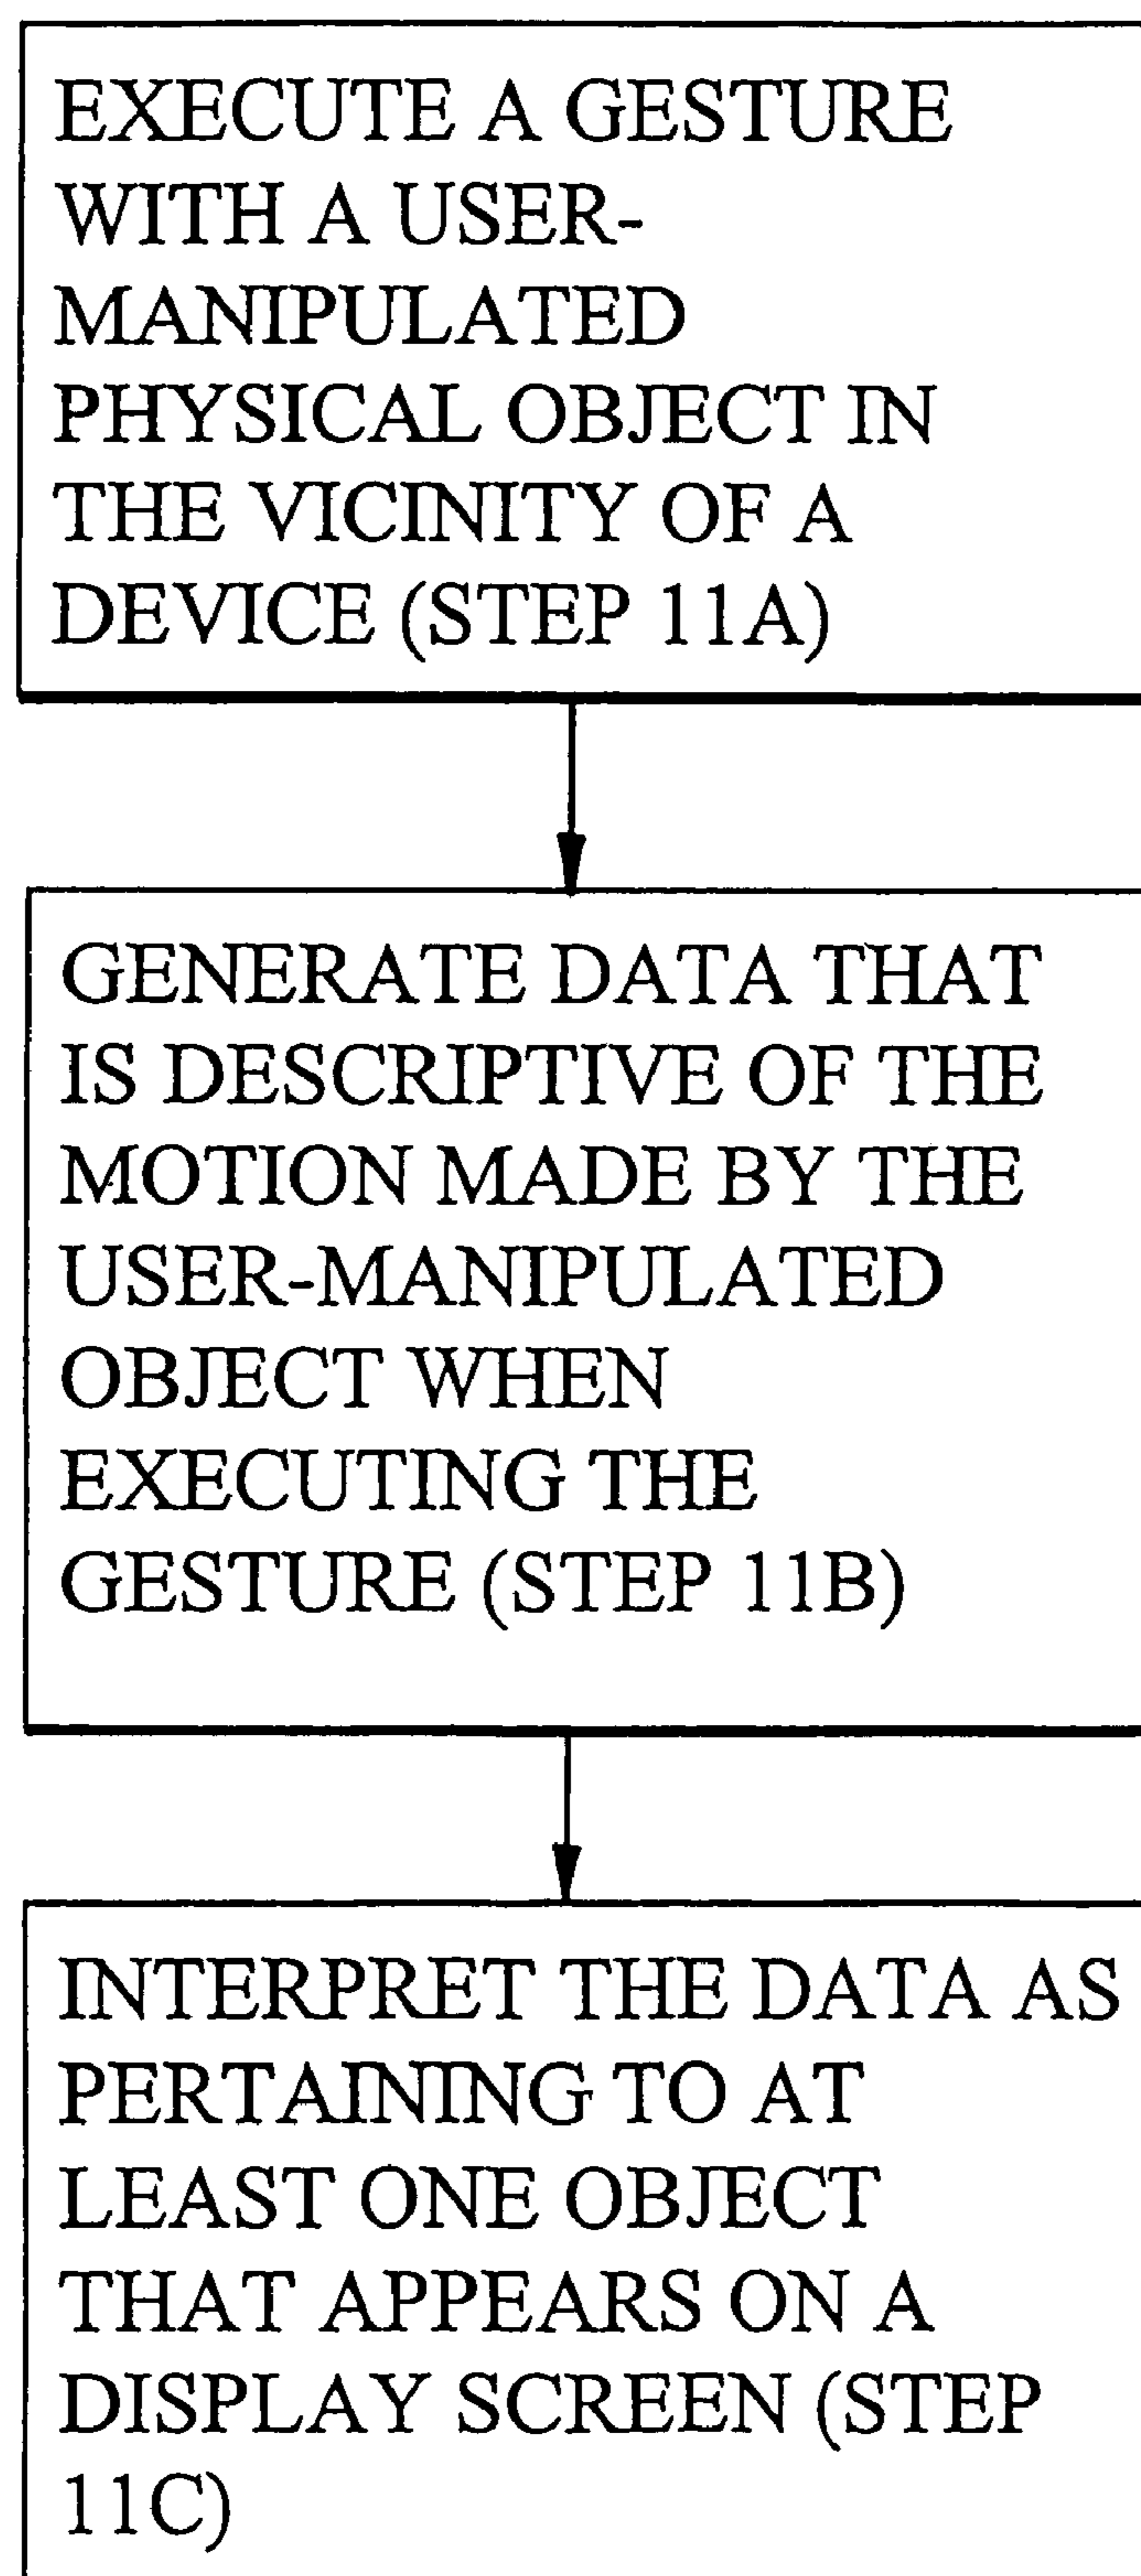 EXECUTE A GESTURE
WITH A USER-
MANIPULATED
PHYSICAL OBJECT IN
THE VICINITY OF A
DEVICE (STEP 11A)
GENERATE DATA THAT
IS DESCRIPTIVE OF THE
MOTION MADE BY THE
USER-MANIPULATED
OBJECT WHEN
EXECUTING THE
GESTURE (STEP 11B)
INTERPRET THE DATA AS
PERTAINING TO AT
LEAST ONE OBJECT
THAT APPEARS ON A
DISPLAY SCREEN (STEP
11C)